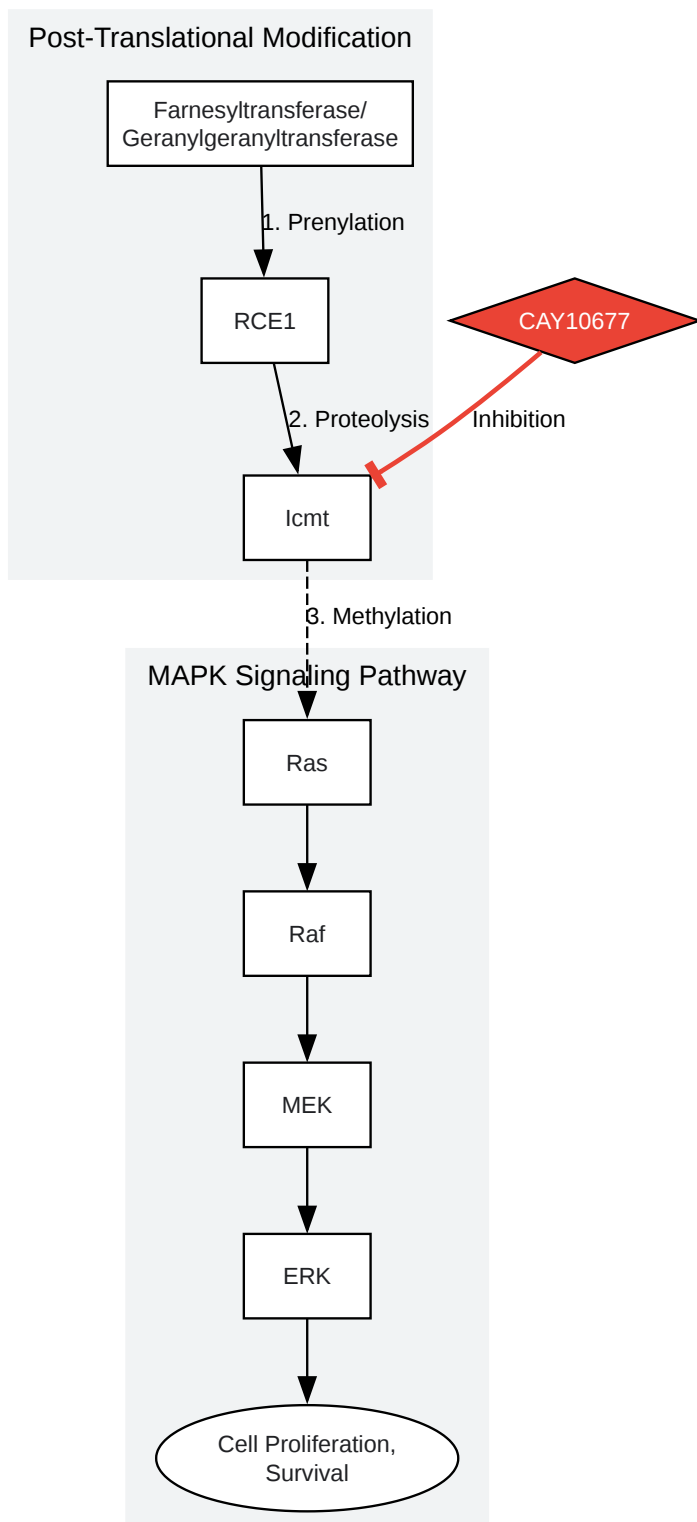 Post-Translational Modification
Farnesyltransferase/
Geranylgeranyltransferase
1. Prenylation
RCE1
CAY10677
2. Proteolysis
Inhibition
Icmt
3. Methylation
MAPK Signaling Pathway
Ras
Raf
MEK
ERK
Cell Proliferation,
Survival